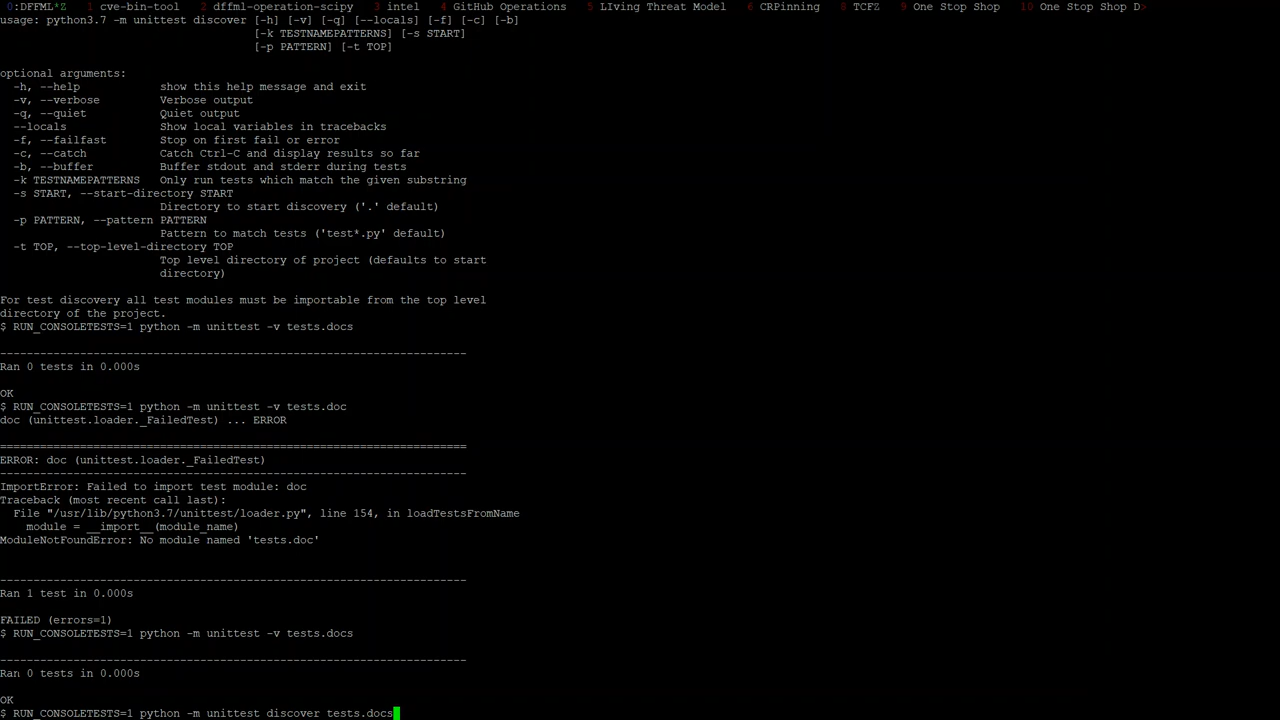 0:DFFML*Z 1 cve-bin-tool 2 dffml-operation-scipy 3 intel 4 GitHub Operations 5 LIving Threat Model 6 CRPinning 8 TCFZ 9 One Stop Shop 10 One Stop Shop D>
usage: python3.7 -m unittest discover [-h] [-v] [-q] [--locals] [-f] [-c] [-b]
[-k TESTNAMEPATTERNS] [-s START]
[-p PATTERN] [-t TOP]
optional arguments:
-h, --help show this help message and exit
-v, --verbose Verbose output
-q, --quiet Quiet output
--locals Show local variables in tracebacks
-f, --failfast Stop on first fail or error
-c, --catch Catch Ctrl-C and display results so far
-b, --buffer Buffer stdout and stderr during tests
-k TESTNAMEPATTERNS Only run tests which match the given substring
-s START, --start-directory START
Directory to start discovery ('.' default)
-p PATTERN, --pattern PATTERN
Pattern to match tests ('test*.py' default)
-t TOP, --top-level-directory TOP
Top level directory of project (defaults to start
directory)
For test discovery all test modules must be importable from the top level
directory of the project.
$ RUN_CONSOLETESTS=1 python -m unittest -v tests.docs
----------------------------------------------------------------------
Ran 0 tests in 0.000s
OK
$ RUN_CONSOLETESTS=1 python -m unittest -v tests.doc
doc (unittest.loader._FailedTest) ... ERROR
======================================================================
ERROR: doc (unittest.loader._FailedTest)
----------------------------------------------------------------------
ImportError: Failed to import test module: doc
Traceback (most recent call last):
File "/usr/lib/python3.7/unittest/loader.py", line 154, in loadTestsFromName
module = __import__(module_name)
ModuleNotFoundError: No module named 'tests.doc'
----------------------------------------------------------------------
Ran 1 test in 0.000s
FAILED (errors=1)
$ RUN_CONSOLETESTS=1 python -m unittest -v tests.docs
----------------------------------------------------------------------
Ran 0 tests in 0.000s
OK
$ RUN_CONSOLETESTS=1 python -m unittest discover tests.docs